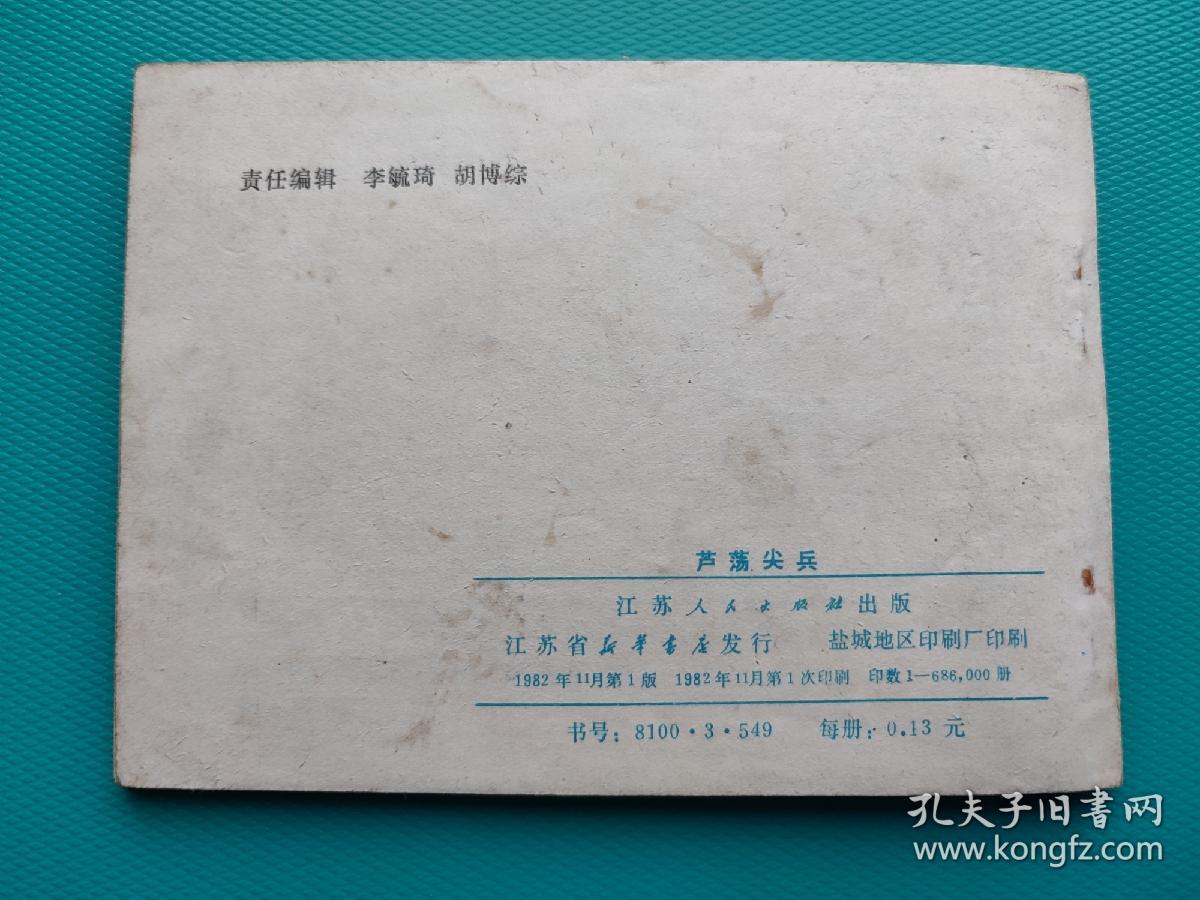 责任编辑 李毓琦 胡博综
芦荡尖兵
江苏人民出版社出版
江苏省新华书店发行 盐城地区印刷厂印刷
1982年11月第1版 1982年11月第1次印刷 印数1—686,000册
书号：8100·3·549 每册：0.13元
孔夫子旧书网
www.kongfz.com